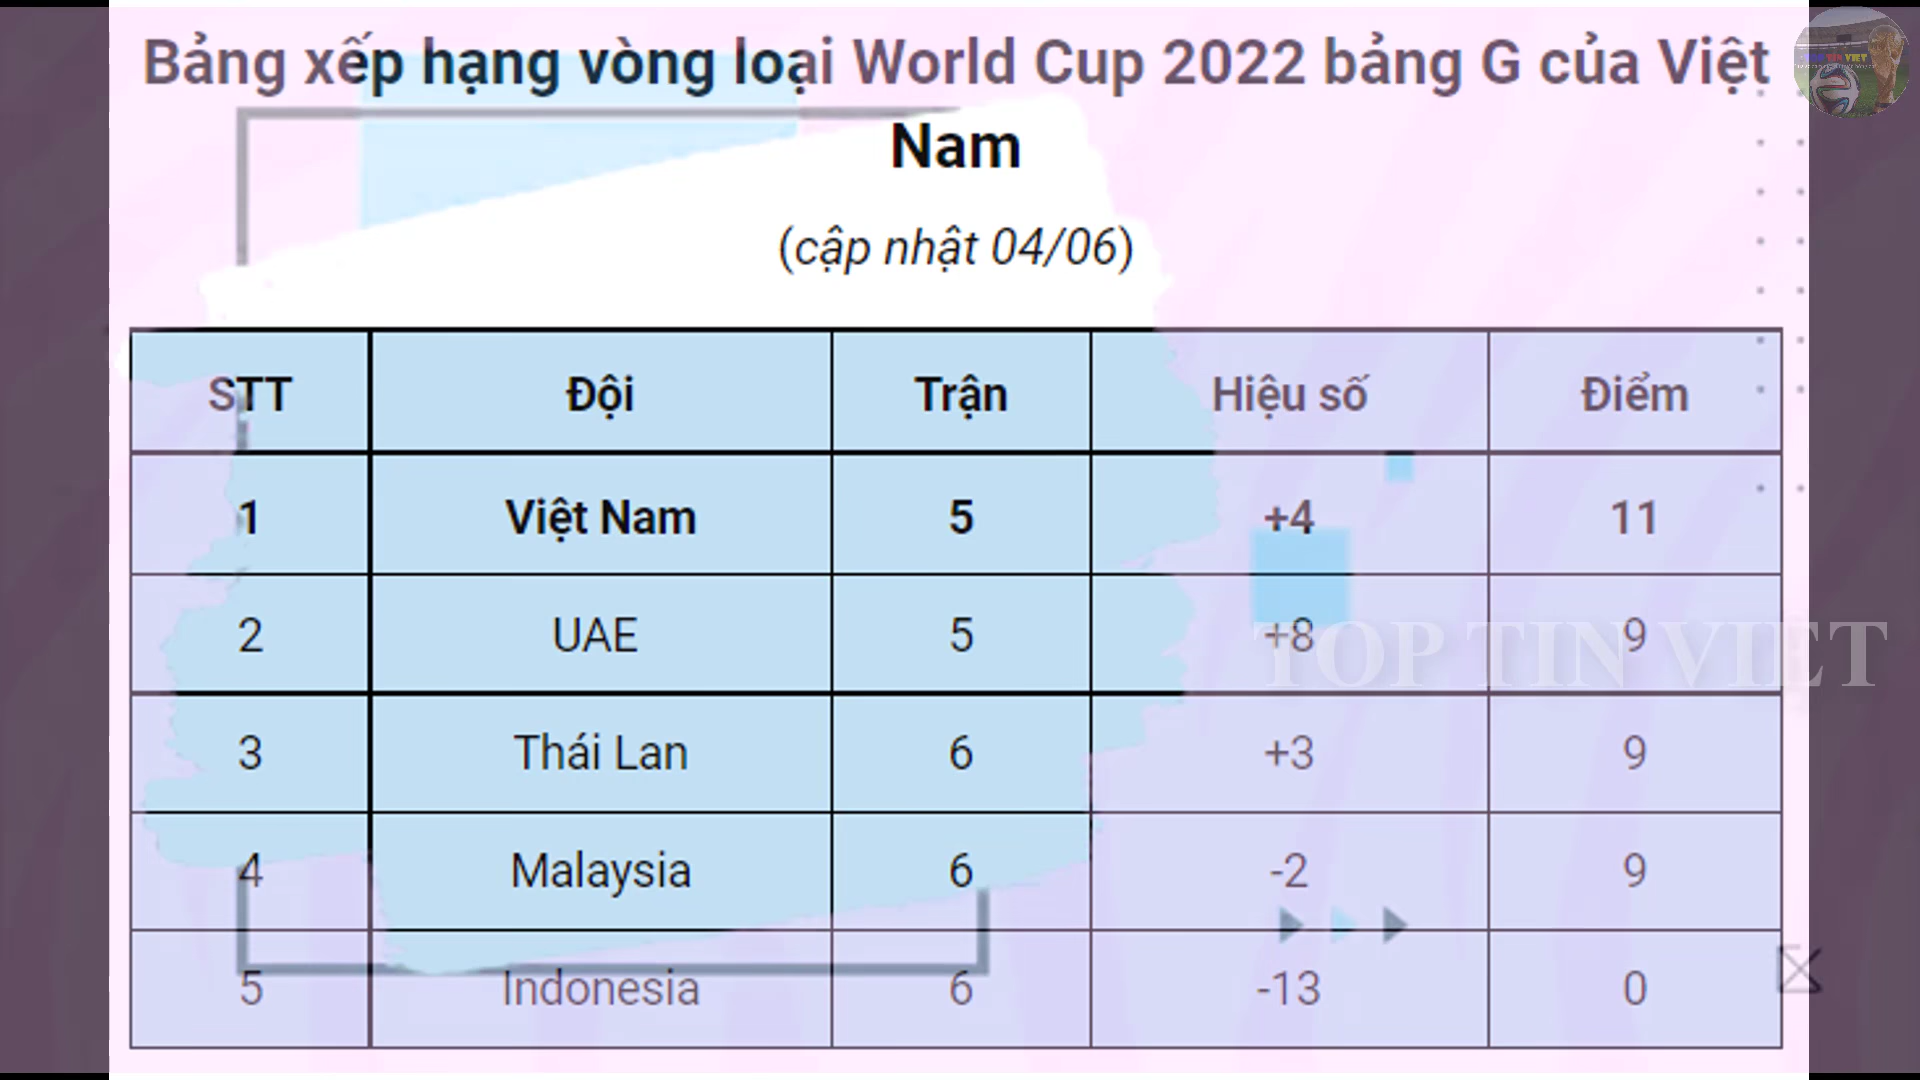 Bảng xếp hạng vòng loại World Cup 2022 bảng G của Việt
Nam
(cập nhật 04/06)
STT Đội Trận Hiệu số Điểm
1 Việt Nam 5 +4 11
2 UAE 5 +8 9
3 Thái Lan 6 +3 9
4 Malaysia 6 -2 9
5 Indonesia 6 -13 0
TOP TIN VIET